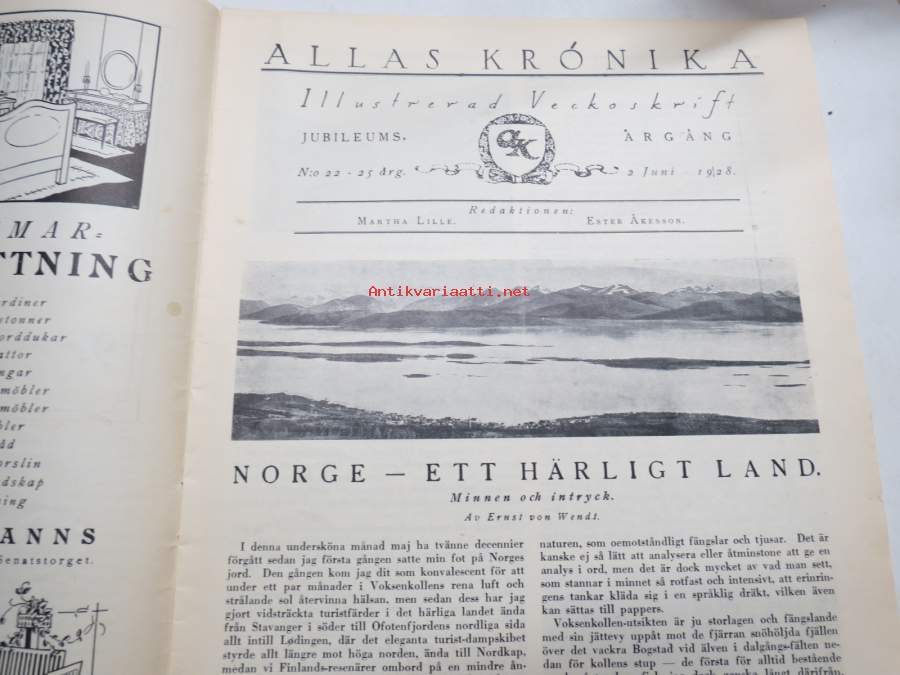 MAR=
TTNING
rdiner
etonner
orddukar
attor
ngar
möbler
möbler
bler
åd
orslin
dskap
ning
ANNS
Senatstorget.
ALLAS KRÓNIKA
Illustrerad Veckoskrift
JUBILEUMS. ÅRGÅNG
AK
N:o 22 - 25 årg. 2 Juni 1928.
Redaktionen:
MARTHA LILLE. ESTER ÅKESSON.
Antikvariaatti.net
NORGE — ETT HÄRLIGT LAND.
Minnen och intryck.
Av Ernst von Wendt.
I denna undersköna månad maj ha tvänne decennier
förgått sedan jag första gången satte min fot på Norges
jord. Den gången kom jag dit som konvalescent för att
under ett par månader i Voksenkollens rena luft och
strålande sol återvinna hälsan, men sedan dess har jag
gjort vidsträckta turistfärder i det härliga landet ända
från Stavanger i söder till Ofotenfjordens nordliga sida
allt intill Lødingen, där det eleganta turist-dampskibet
styrde allt längre mot höga norden, ända till Nordkap,
medan vi Finlands-resenärer ombord på en mindre ån-
naturen, som oemotståndligt fängslar och tjusar. Det är
kanske ej så lätt att analysera eller åtminstone att ge en
analys i ord, men det är dock mycket av vad man sett,
som stannar i minnet så rotfast och intensivt, att erinrin-
gens tankar kläda sig i en språklig dräkt, vilken även
kan sättas till pappers.
Voksenkollen-utsikten är ju storlagen och fängslande
med sin jättevy uppåt mot de fjärran snöhöljda fjällen
över det vackra Bogstad vid älven i dalgångs-fälten ne-
dan för kollens stup — de första för alltid bestående